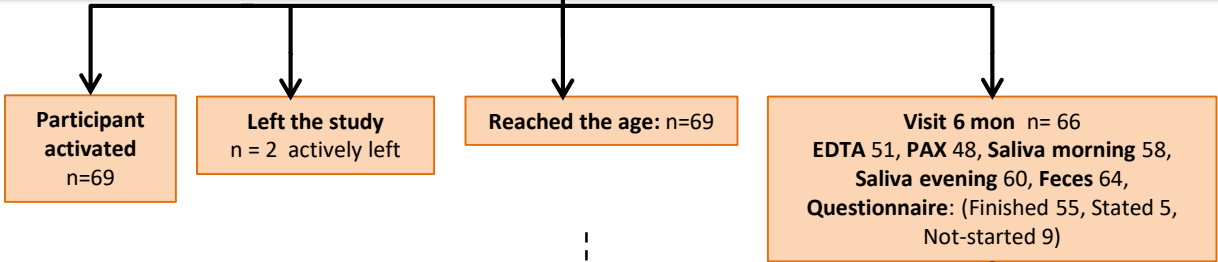 Participant
activated
n=69
Left the study
n = 2 actively left
Reached the age: n=69
Visit 6 mon n= 66
EDTA 51, PAX 48, Saliva morning 58,
Saliva evening 60, Feces 64,
Questionnaire: (Finished 55, Stated 5,
Not-started 9)